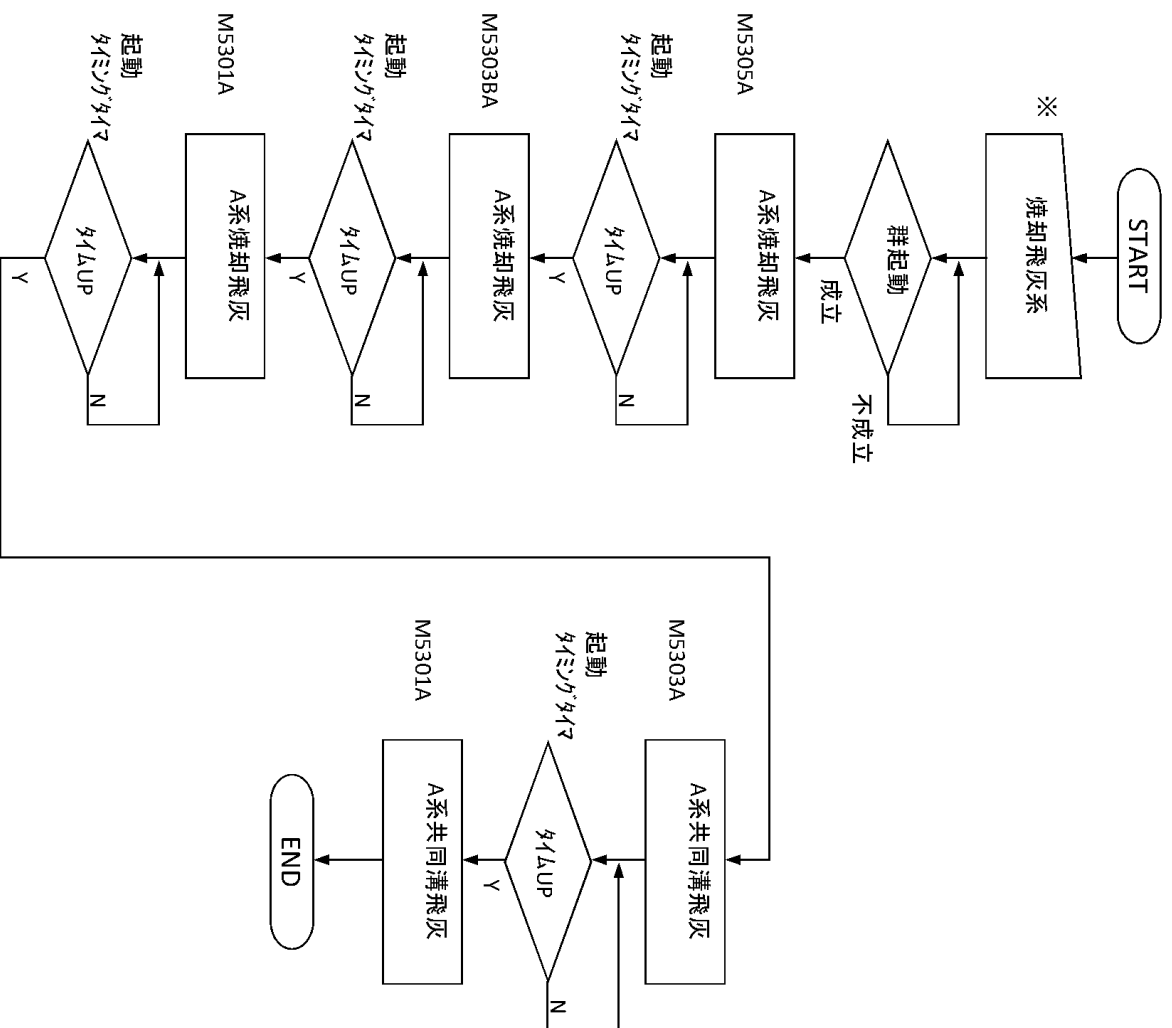 START
※
焼却飛灰系
群起動
不成立
成立
M5305A
A系焼却飛灰
起動
ﾀｲﾐﾝｸﾞﾀｲﾏ
ﾀｲﾑUP
N
Y
M5303BA
A系焼却飛灰
起動
ﾀｲﾐﾝｸﾞﾀｲﾏ
ﾀｲﾑUP
N
Y
M5301A
A系焼却飛灰
起動
ﾀｲﾐﾝｸﾞﾀｲﾏ
ﾀｲﾑUP
N
Y
M5303A
A系共同溝飛灰
起動
ﾀｲﾐﾝｸﾞﾀｲﾏ
ﾀｲﾑUP
N
Y
M5301A
A系共同溝飛灰
END